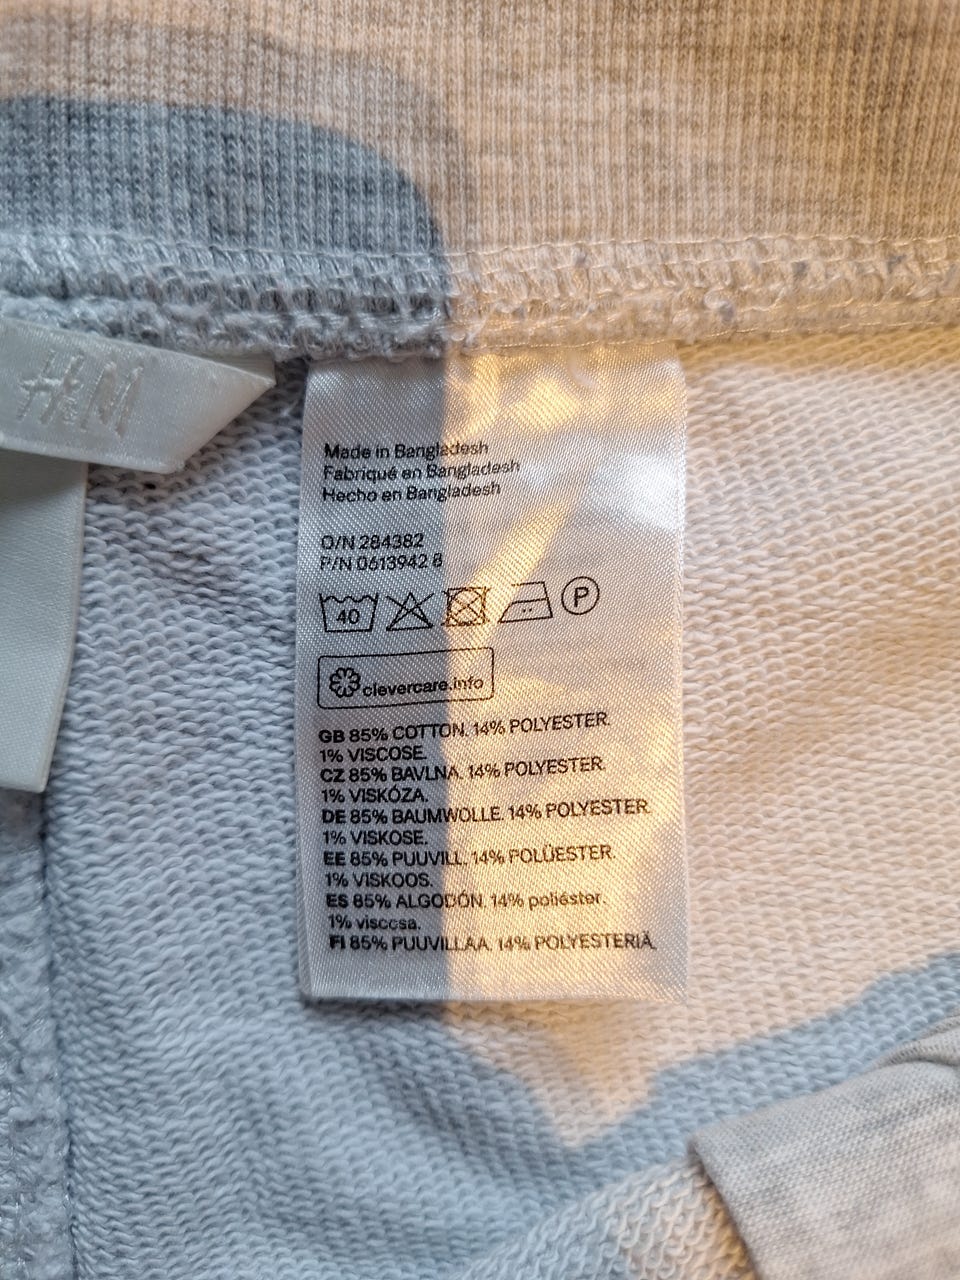 H&M
Made in Bangladesh
Fabriqué en Bangladesh
Hecho en Bangladesh
O/N 284382
P/N 0613942 8
40 P
clevercare.info
GB 85% COTTON. 14% POLYESTER.
1% VISCOSE.
CZ 85% BAVLNA. 14% POLYESTER.
1% VISKÓZA.
DE 85% BAUMWOLLE. 14% POLYESTER.
1% VISKOSE.
EE 85% PUUVILL. 14% POLÜESTER.
1% VISKOOS.
ES 85% ALGODÓN. 14% poliéster.
1% viscosa.
FI 85% PUUVILLAA. 14% POLYESTERIÄ.